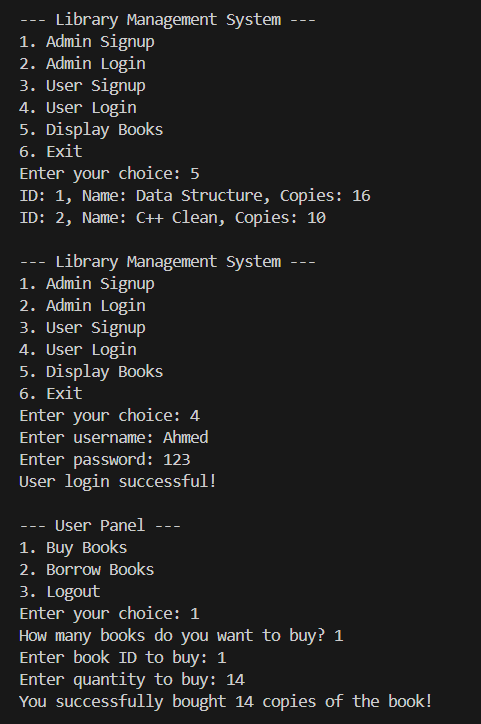 --- Library Management System ---
1. Admin Signup
2. Admin Login
3. User Signup
4. User Login
5. Display Books
6. Exit
Enter your choice: 5
ID: 1, Name: Data Structure, Copies: 16
ID: 2, Name: C++ Clean, Copies: 10
--- Library Management System ---
1. Admin Signup
2. Admin Login
3. User Signup
4. User Login
5. Display Books
6. Exit
Enter your choice: 4
Enter username: Ahmed
Enter password: 123
User login successful!
--- User Panel ---
1. Buy Books
2. Borrow Books
3. Logout
Enter your choice: 1
How many books do you want to buy? 1
Enter book ID to buy: 1
Enter quantity to buy: 14
You successfully bought 14 copies of the book!